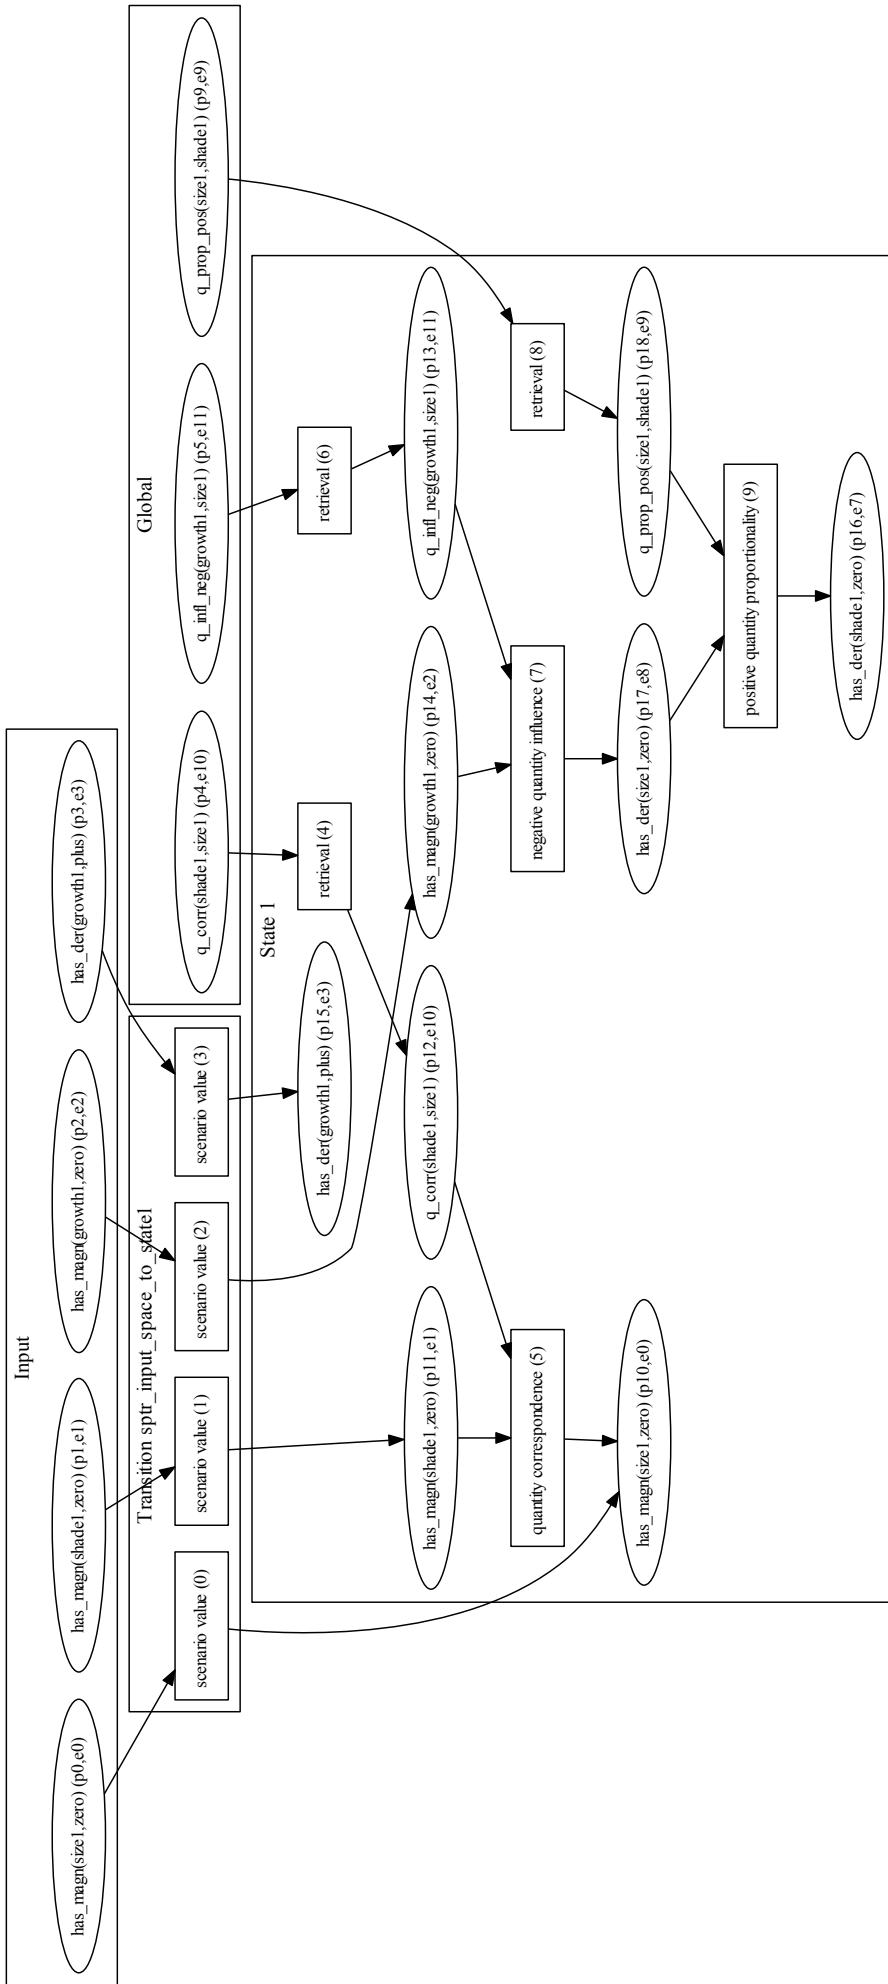 Input
has_magn(size1,zero) (p0,e0)
has_magn(shade1,zero) (p1,e1)
has_magn(growth1,zero) (p2,e2)
has_der(growth1,plus) (p3,e3)
Transition sptr_input_space_to_state1
scenario value (0)
scenario value (1)
scenario value (2)
scenario value (3)
Global
q_corr(shade1,size1) (p4,e10)
q_infl_neg(growth1,size1) (p5,e11)
q_prop_pos(size1,shade1) (p9,e9)
State 1
has_der(growth1,plus) (p15,e3)
retrieval (4)
retrieval (6)
has_magn(shade1,zero) (p11,e1)
q_corr(shade1,size1) (p12,e10)
has_magn(growth1,zero) (p14,e2)
q_infl_neg(growth1,size1) (p13,e11)
quantity correspondence (5)
negative quantity influence (7)
retrieval (8)
has_magn(size1,zero) (p10,e0)
has_der(size1,zero) (p17,e8)
q_prop_pos(size1,shade1) (p18,e9)
positive quantity proportionality (9)
has_der(shade1,zero) (p16,e7)